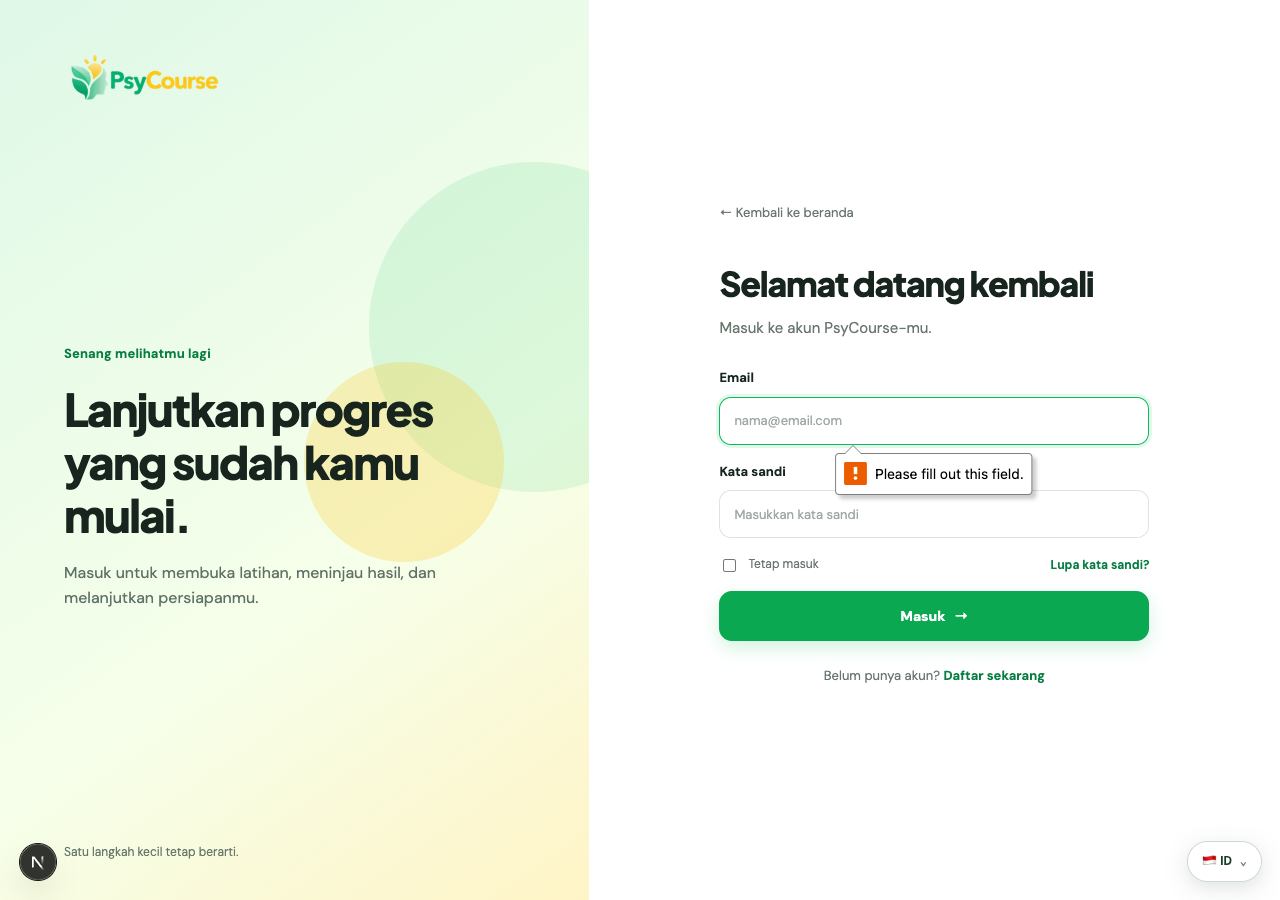 PsyCourse
Senang melihatmu lagi
Lanjutkan progres
yang sudah kamu
mulai.
Masuk untuk membuka latihan, meninjau hasil, dan
melanjutkan persiapanmu.
Satu langkah kecil tetap berarti.
N
← Kembali ke beranda
Selamat datang kembali
Masuk ke akun PsyCourse-mu.
Email
nama@email.com
Please fill out this field.
Kata sandi
Masukkan kata sandi
Tetap masuk
Lupa kata sandi?
Masuk →
Belum punya akun? Daftar sekarang
ID